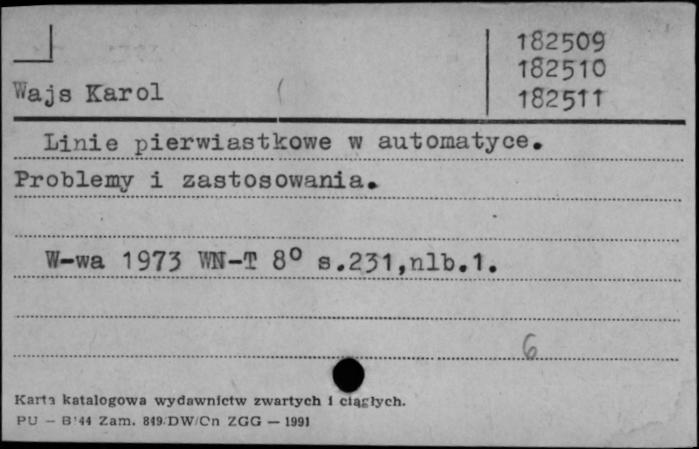 182509
182510
Wajs Karol 182511
Linie pierwiastkowe w automatyce.
Problemy i zastosowania.
W-wa 1973 WN-T 8° s.231,nlb.1.
6
Karta katalogowa wydawnictw zwartych i ciągłych.
PU — B'44 Zam. 849/DW/Cn ZGG — 1991